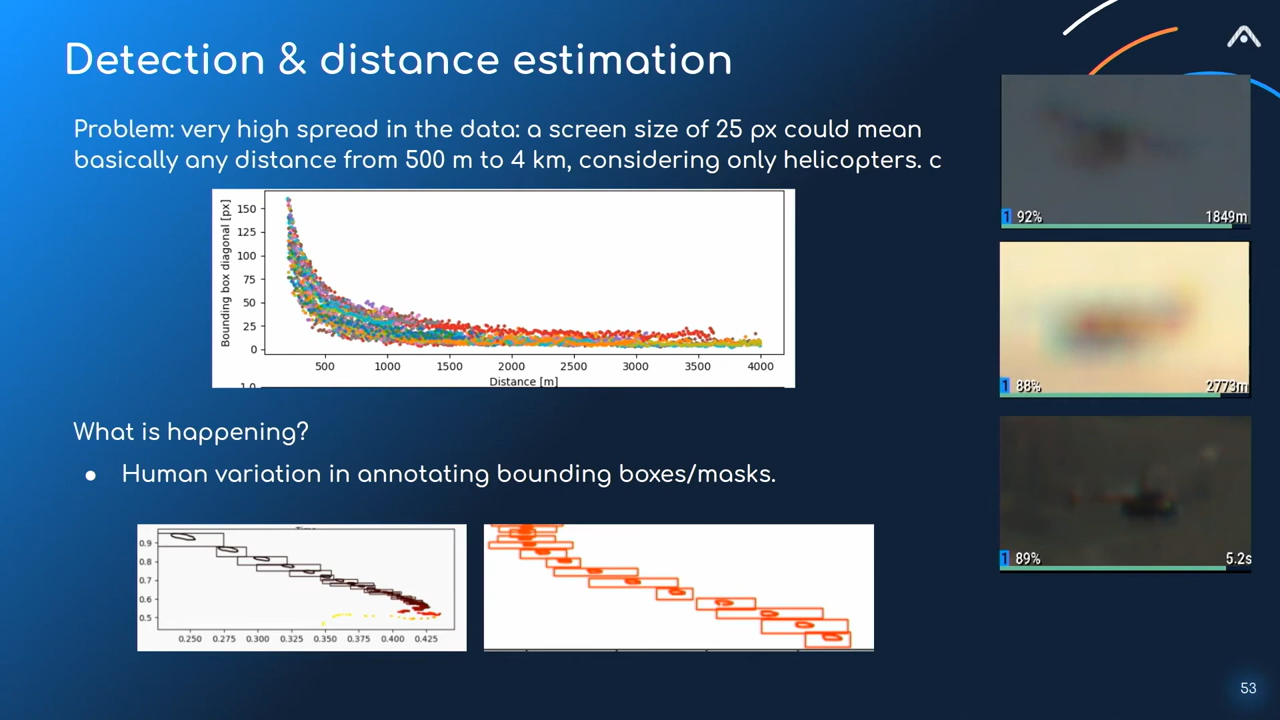 Detection & distance estimation
Problem: very high spread in the data: a screen size of 25 px could mean
basically any distance from 500 m to 4 km, considering only helicopters. c
Bounding box diagonal [px]
150
125
100
75
50
25
0
500 1000 1500 2000 2500 3000 3500 4000
Distance [m]
1.0
What is happening?
● Human variation in annotating bounding boxes/masks.
0.9
0.8
0.7
0.6
0.5
0.250 0.275 0.300 0.325 0.350 0.375 0.400 0.425
1 92% 1849m
1 88% 2773m
1 89% 5.2s
53